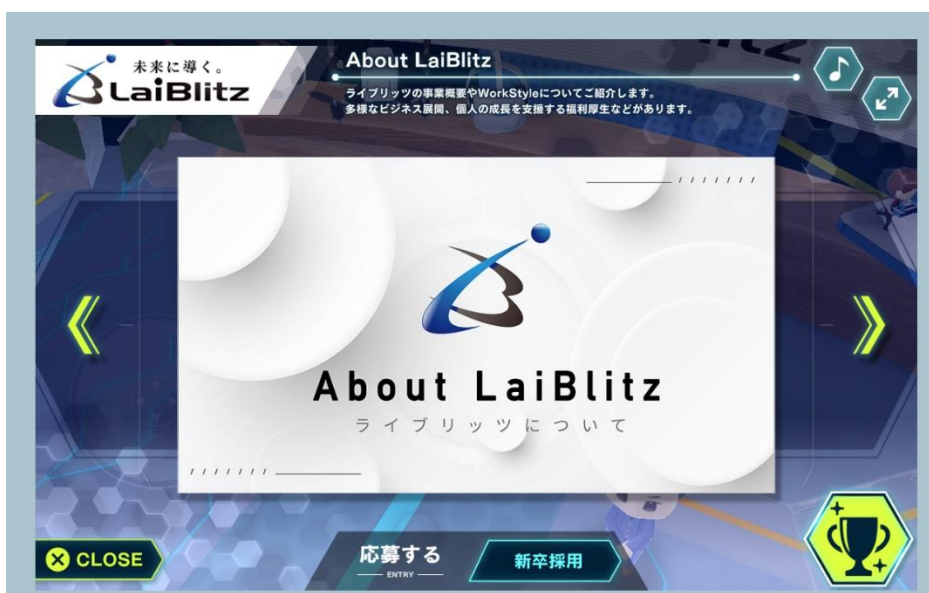 未来に導く。
LaiBlitz
About LaiBlitz
ライブリッツの事業概要やWorkStyleについてご紹介します。
多様なビジネス展開、個人の成長を支援する福利厚生などがあります。
About LaiBlitz
ライブリッツについて
CLOSE
応募する
ENTRY
新卒採用